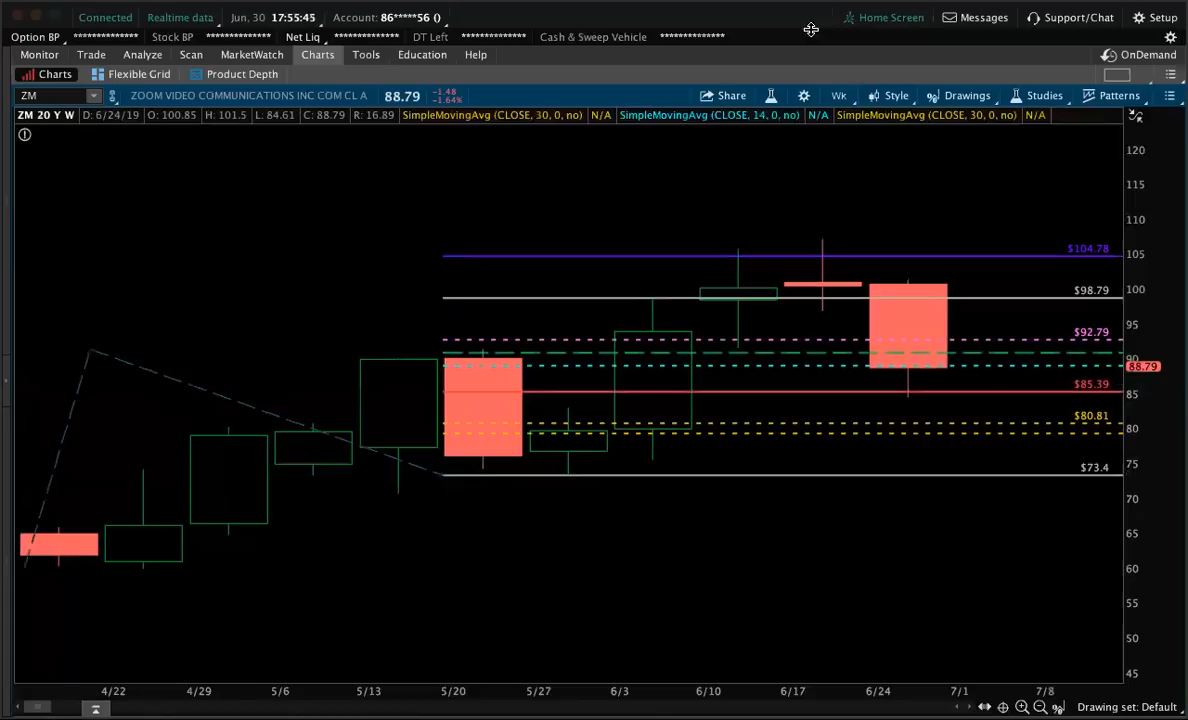 Connected Realtime data Jun, 30 17:55:45 Account: 86*****56 () Home Screen Messages Support/Chat Setup
Option BP ************** Stock BP ************** Net Liq ************** DT Left ************** Cash & Sweep Vehicle **************
Monitor Trade Analyze Scan MarketWatch Charts Tools Education Help OnDemand
Charts Flexible Grid Product Depth
ZM ZOOM VIDEO COMMUNICATIONS INC COM CL A 88.79 -1.48 -1.64% Share Wk Style Drawings Studies Patterns
ZM 20 Y W D: 6/24/19 O: 100.85 H: 101.5 L: 84.61 C: 88.79 R: 16.89 SimpleMovingAvg (CLOSE, 30, 0, no) N/A SimpleMovingAvg (CLOSE, 14, 0, no) N/A SimpleMovingAvg (CLOSE, 30, 0, no) N/A
120
115
110
$104.78 105
$98.79 100
$92.79 95
90
88.79
$85.39 85
$80.81 80
$73.4 75
70
65
60
55
50
45
4/22 4/29 5/6 5/13 5/20 5/27 6/3 6/10 6/17 6/24 7/1 7/8
Drawing set: Default